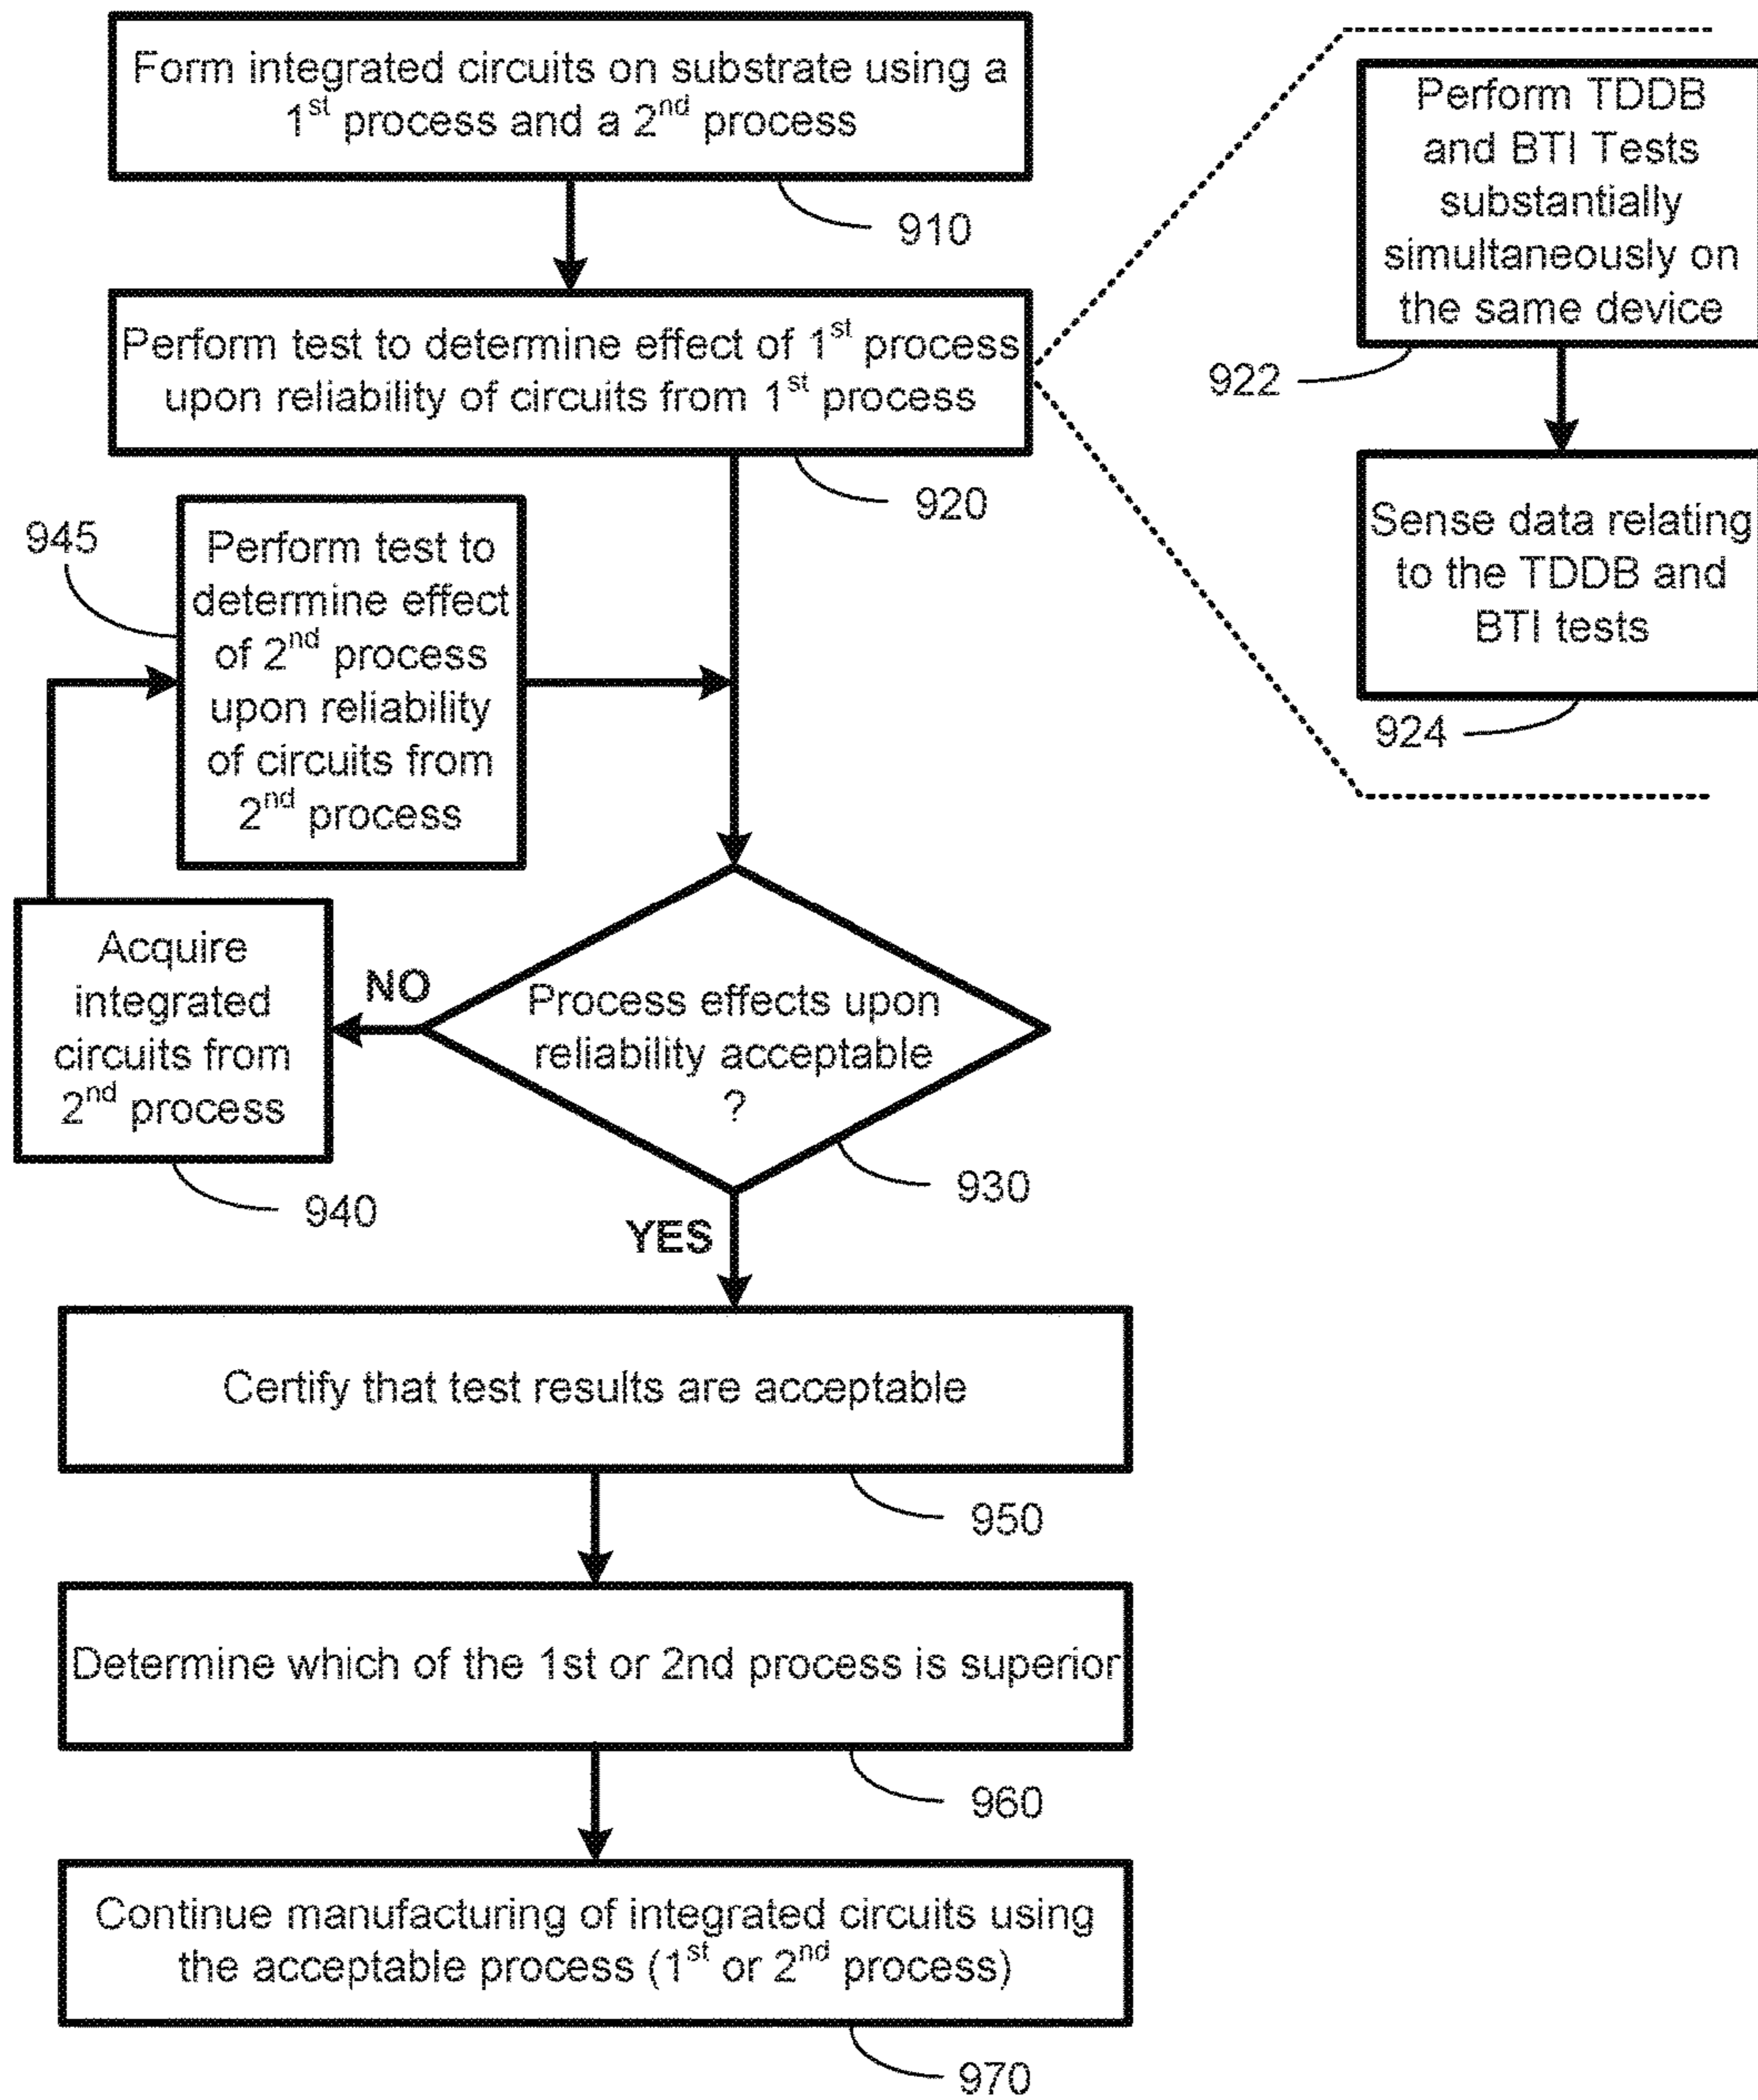 Form integrated circuits on substrate using a
1st process and a 2nd process
910
Perform test to determine effect of 1st process
upon reliability of circuits from 1st process
920
Perform TDDB
and BTI Tests
substantially
simultaneously on
the same device
922
Sense data relating
to the TDDB and
BTI tests
924
945
Perform test to
determine effect
of 2nd process
upon reliability
of circuits from
2nd process
Acquire
integrated
circuits from
2nd process
940
NO
Process effects upon
reliability acceptable
?
930
YES
Certify that test results are acceptable
950
Determine which of the 1st or 2nd process is superior
960
Continue manufacturing of integrated circuits using
the acceptable process (1st or 2nd process)
970